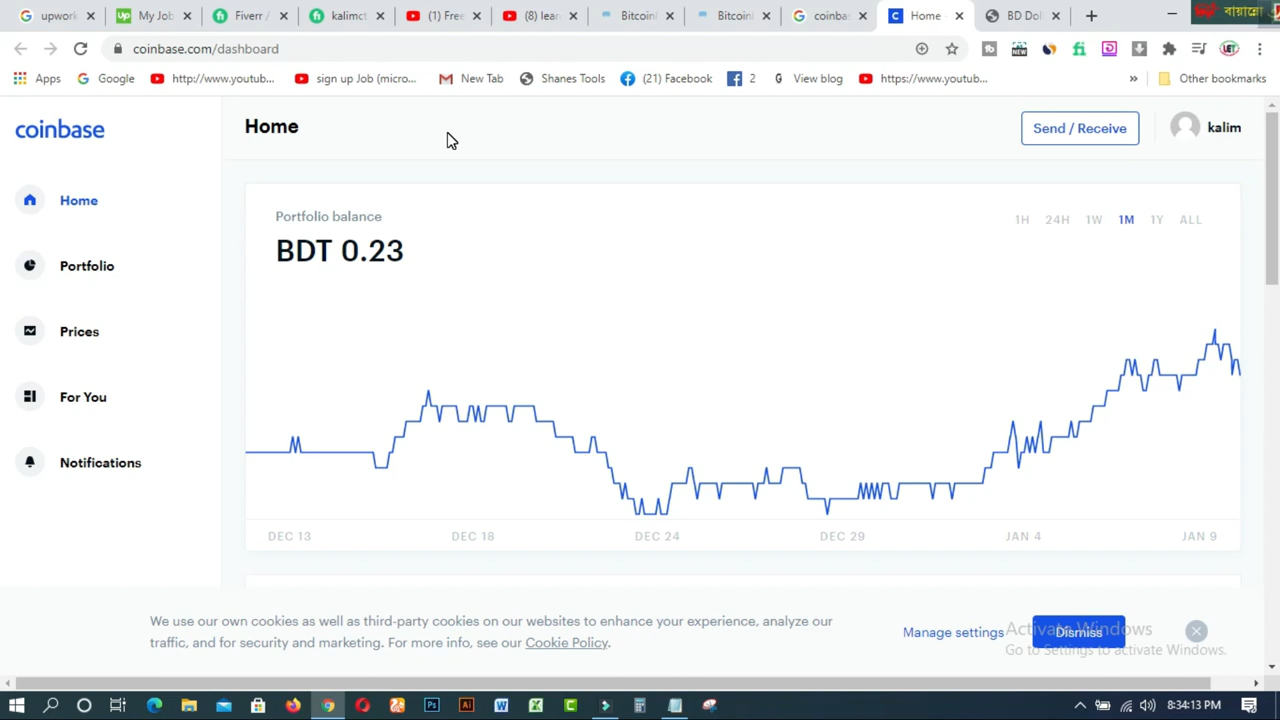 upwork
My Job
Fiverr /
kalimct
(1) Free
Bitcoin
Bitcoin
coinbas
Home -
BD Dol
বায়ান্নো
coinbase.com/dashboard
Apps
Google
http://www.youtub...
sign up Job (micro...
New Tab
Shanes Tools
(21) Facebook
2
View blog
https://www.youtub...
»
Other bookmarks
coinbase
Home
Send / Receive
kalim
Home
Portfolio
Prices
For You
Notifications
Portfolio balance
1H 24H 1W 1M 1Y ALL
BDT 0.23
DEC 13 DEC 18 DEC 24 DEC 29 JAN 4 JAN 9
We use our own cookies as well as third-party cookies on our websites to enhance your experience, analyze our
traffic, and for security and marketing. For more info, see our Cookie Policy.
Manage settings
Dismiss
Activate Windows
Go to Settings to activate Windows.
8:34:13 PM